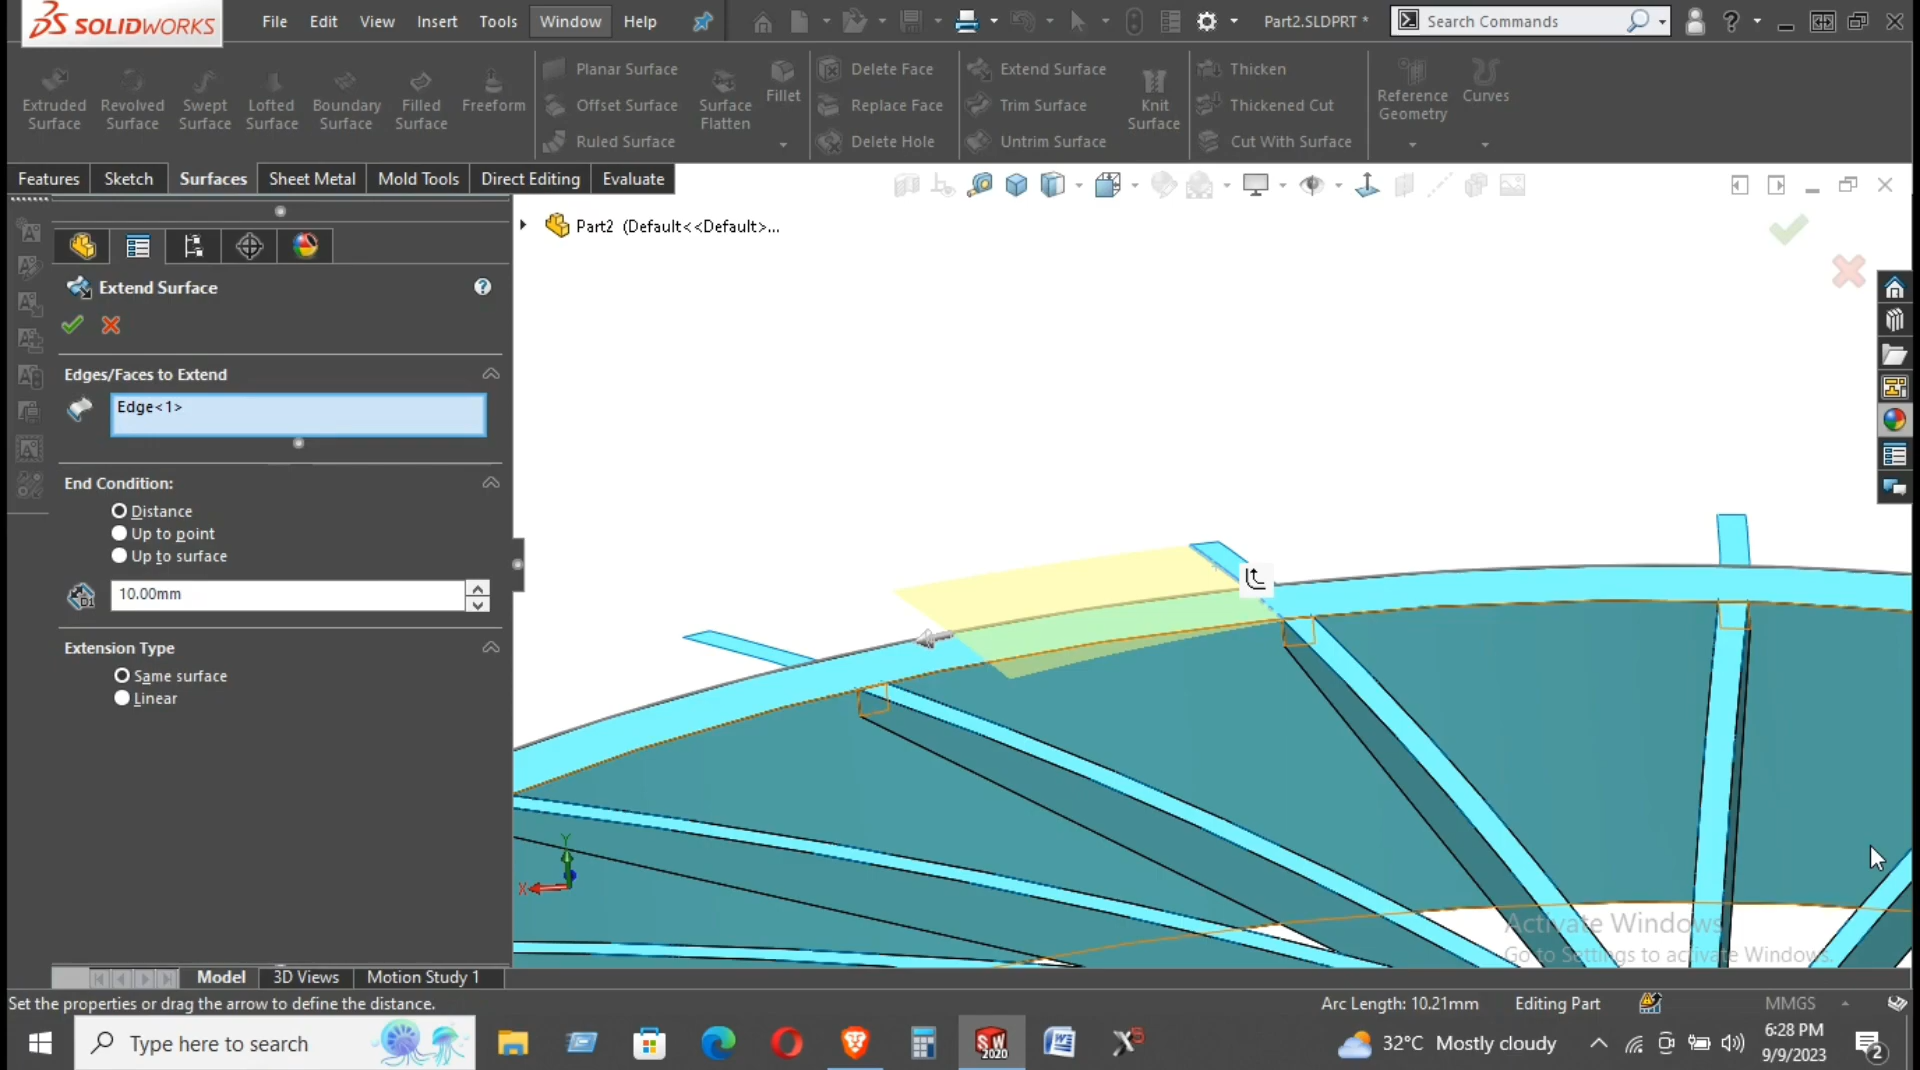 SOLIDWORKS
File Edit View Insert Tools Window Help
Part2.SLDPRT *
Search Commands
Extruded Surface
Revolved Surface
Swept Surface
Lofted Surface
Boundary Surface
Filled Surface
Freeform
Planar Surface
Offset Surface
Ruled Surface
Surface Flatten
Fillet
Delete Face
Replace Face
Delete Hole
Extend Surface
Trim Surface
Untrim Surface
Knit Surface
Thicken
Thickened Cut
Cut With Surface
Reference Geometry
Curves
Features Sketch Surfaces Sheet Metal Mold Tools Direct Editing Evaluate
Part2 (Default<<Default>...
Extend Surface
Edges/Faces to Extend
Edge<1>
End Condition:
Distance
Up to point
Up to surface
D1
10.00mm
Extension Type
Same surface
Linear
Y
X
Activate Windows
Go to Settings to activate Windows.
Model 3D Views Motion Study 1
Set the properties or drag the arrow to define the distance.
Arc Length: 10.21mm Editing Part MMGS
Type here to search
SW 2020
32°C Mostly cloudy
6:28 PM
9/9/2023
2